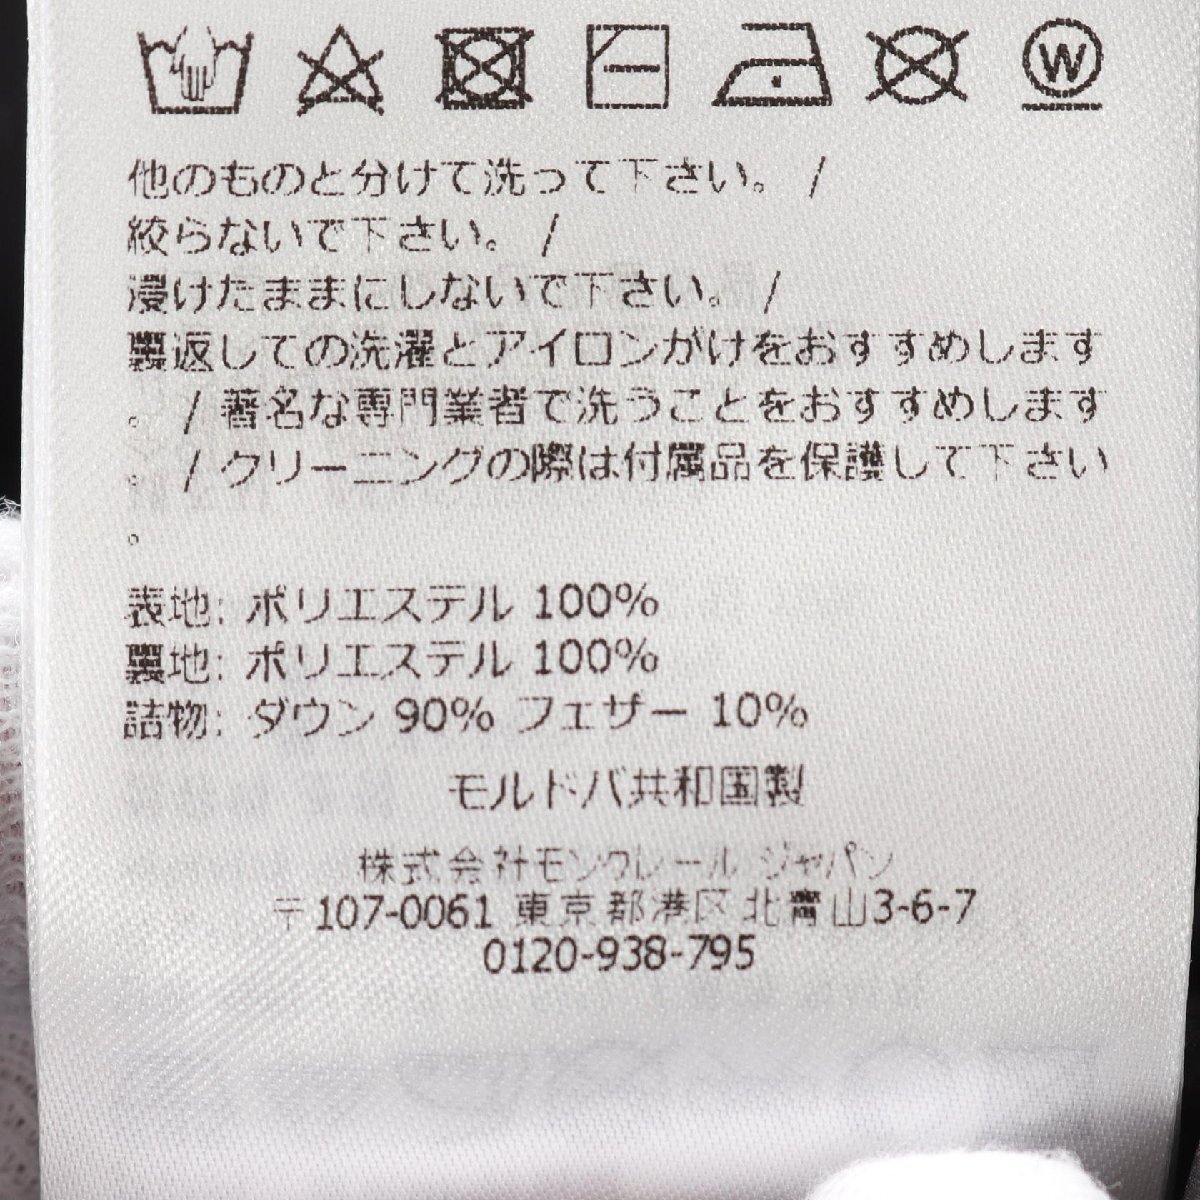 W
他のものと分けて洗って下さい。 /
絞らないで下さい。 /
浸けたままにしないで下さい。 /
裏返しての洗濯とアイロンがけをおすすめします
。 / 著名な専門業者で洗うことをおすすめします
。 / クリーニングの際は付属品を保護して下さい
。
表地: ポリエステル 100%
裏地: ポリエステル 100%
詰物: ダウン 90% フェザー 10%
モルドバ共和国製
株式会社モンクレール ジャパン
〒107-0061 東京都港区北青山3-6-7
0120-938-795